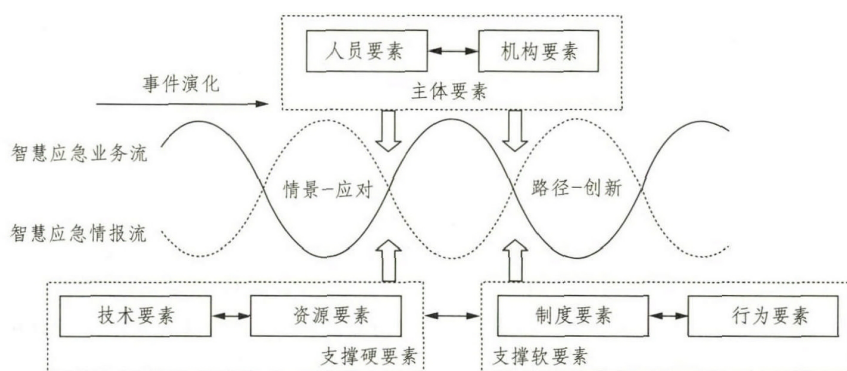 人员要素
机构要素
主体要素
事件演化
智慧应急业务流
情景-应对
路径-创新
智慧应急情报流
技术要素
资源要素
制度要素
行为要素
支撑硬要素
支撑软要素